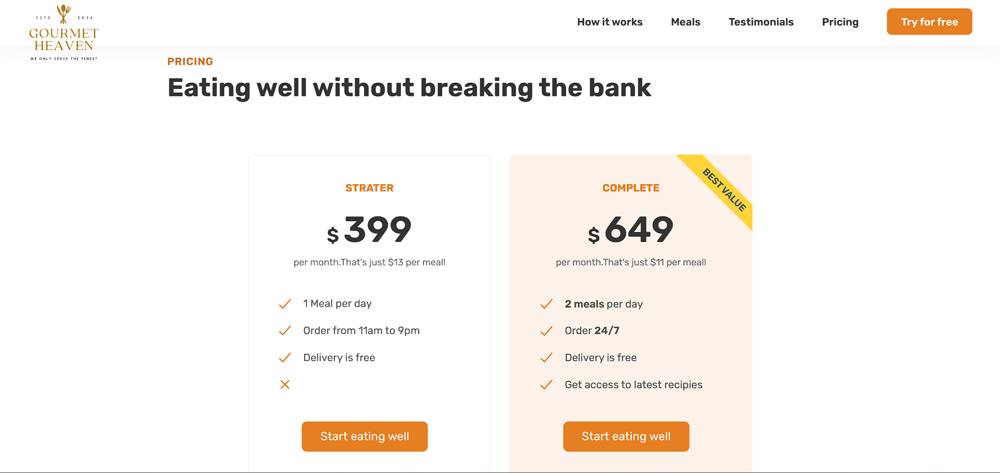 ESTD 2024
GOURMET
HEAVEN
WE ONLY SERVE THE FINEST
How it works
Meals
Testimonials
Pricing
Try for free
PRICING
Eating well without breaking the bank
STRATER
$ 399
per month.That's just $13 per meal!
1 Meal per day
Order from 11am to 9pm
Delivery is free
Start eating well
BEST VALUE
COMPLETE
$ 649
per month.That's just $11 per meal!
2 meals per day
Order 24/7
Delivery is free
Get access to latest recipies
Start eating well